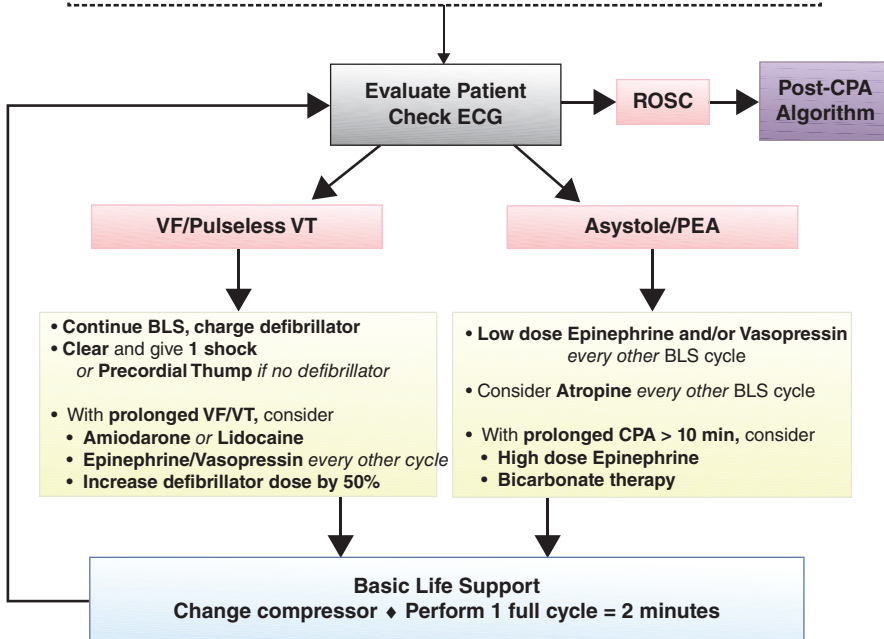 Evaluate Patient
Check ECG
ROSC
Post-CPA
Algorithm
VF/Pulseless VT
Asystole/PEA
• Continue BLS, charge defibrillator
• Clear and give 1 shock
or Precordial Thump if no defibrillator
• With prolonged VF/VT, consider
• Amiodarone or Lidocaine
• Epinephrine/Vasopressin every other cycle
• Increase defibrillator dose by 50%
• Low dose Epinephrine and/or Vasopressin
every other BLS cycle
• Consider Atropine every other BLS cycle
• With prolonged CPA > 10 min, consider
• High dose Epinephrine
• Bicarbonate therapy
Basic Life Support
Change compressor ♦ Perform 1 full cycle = 2 minutes